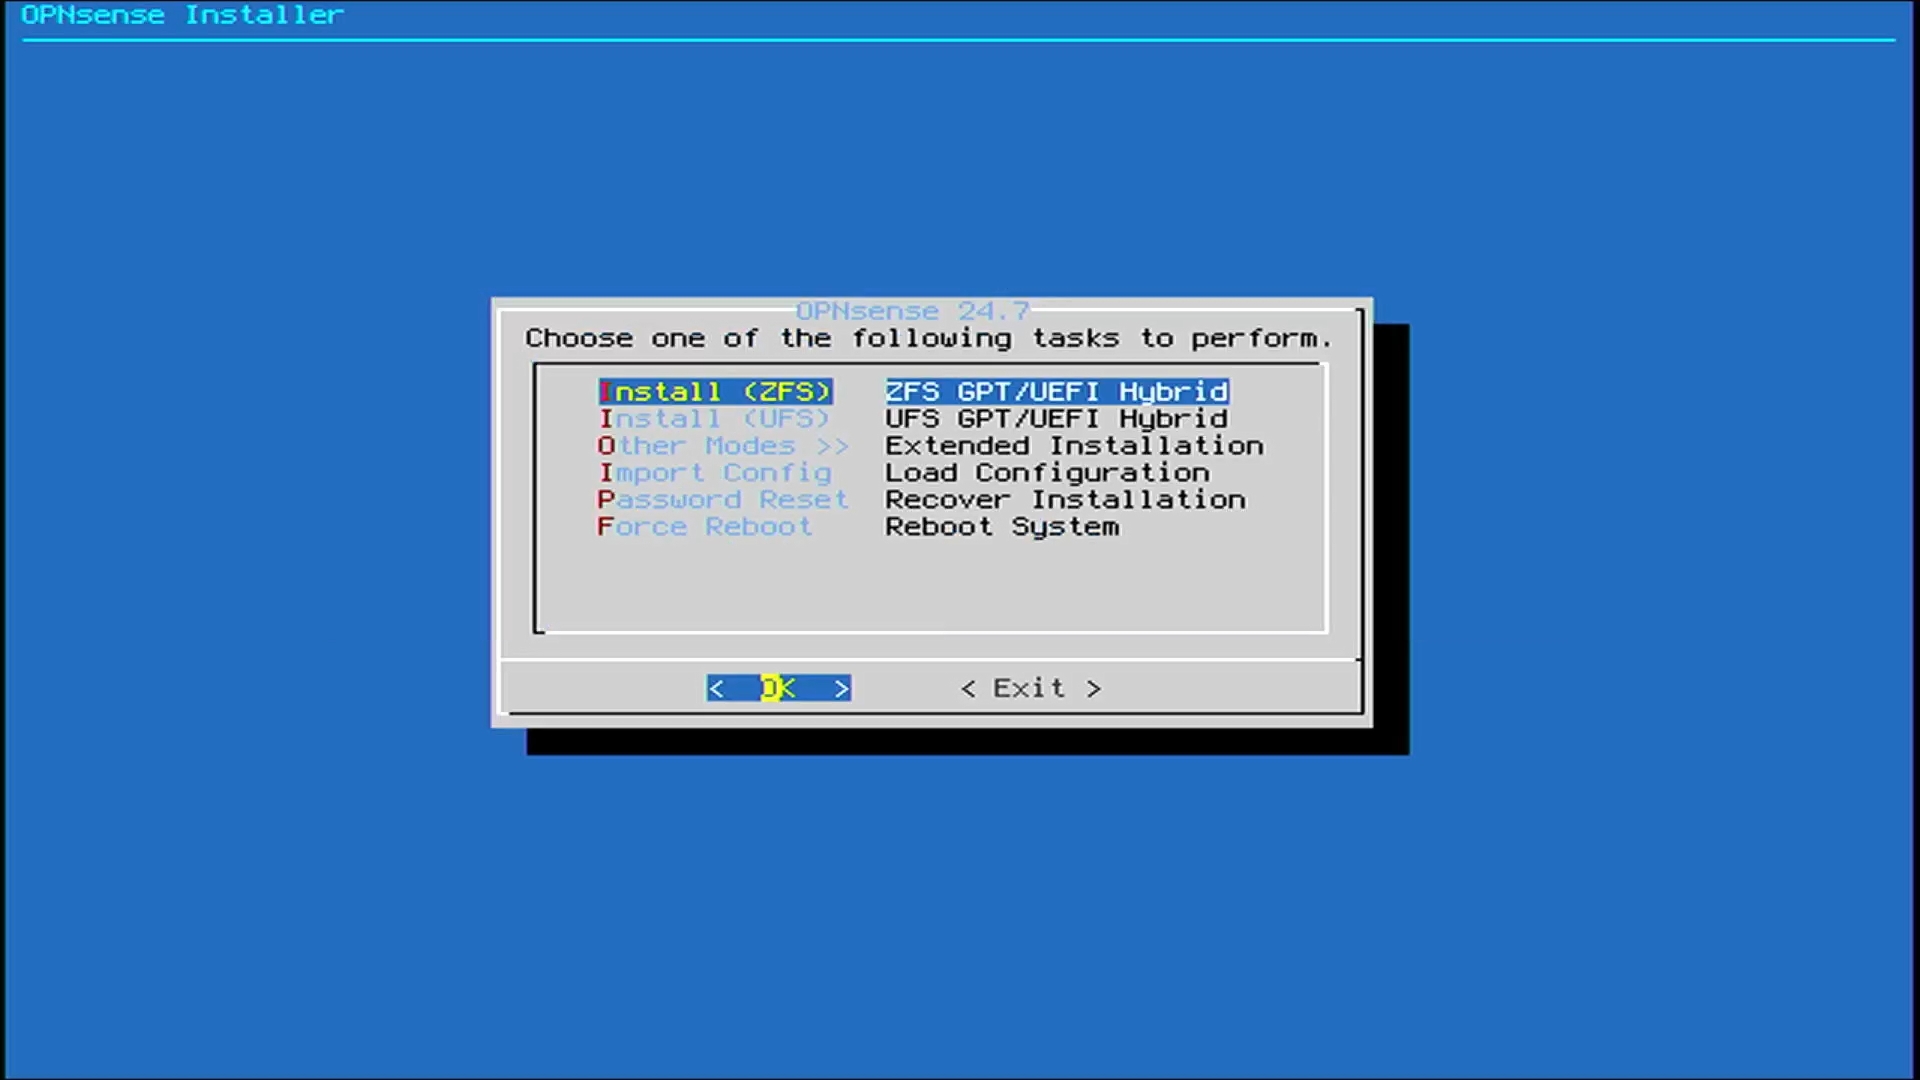 OPNsense Installer
OPNsense 24.7
Choose one of the following tasks to perform.
Install (ZFS) ZFS GPT/UEFI Hybrid
Install (UFS) UFS GPT/UEFI Hybrid
Other Modes >> Extended Installation
Import Config Load Configuration
Password Reset Recover Installation
Force Reboot Reboot System
< OK > < Exit >